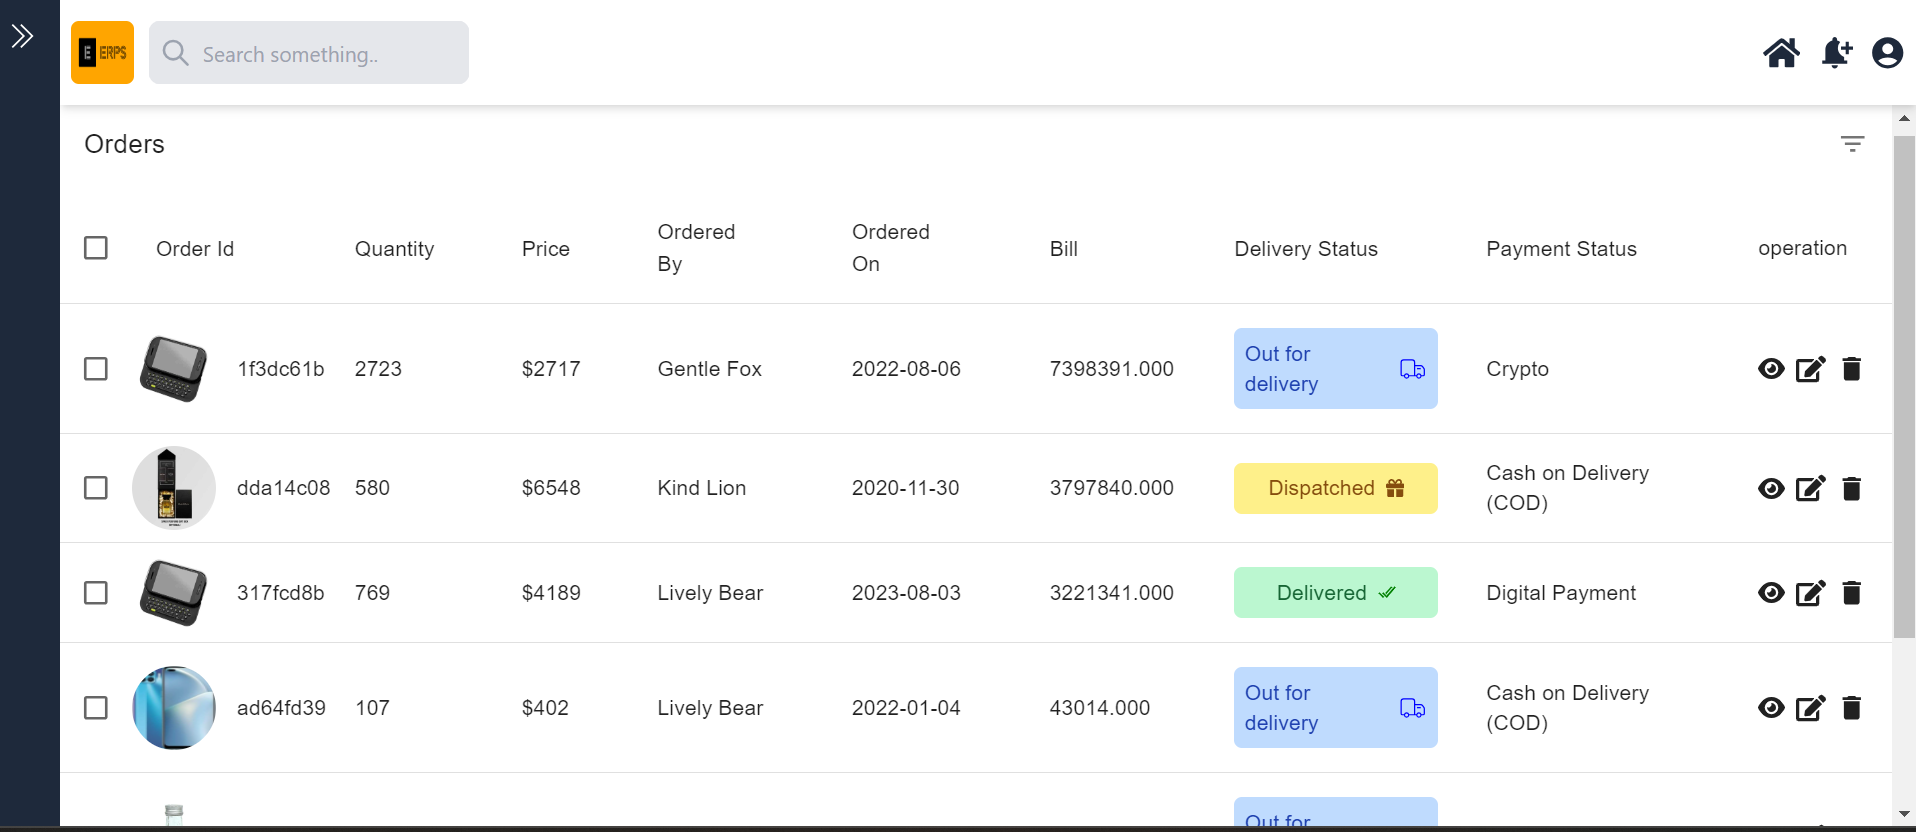 E ERPS
Search something..
Orders
Order Id Quantity Price Ordered By Ordered On Bill Delivery Status Payment Status operation
1f3dc61b 2723 $2717 Gentle Fox 2022-08-06 7398391.000 Out for delivery Crypto
dda14c08 580 $6548 Kind Lion 2020-11-30 3797840.000 Dispatched Cash on Delivery (COD)
317fcd8b 769 $4189 Lively Bear 2023-08-03 3221341.000 Delivered Digital Payment
ad64fd39 107 $402 Lively Bear 2022-01-04 43014.000 Out for delivery Cash on Delivery (COD)
Out for